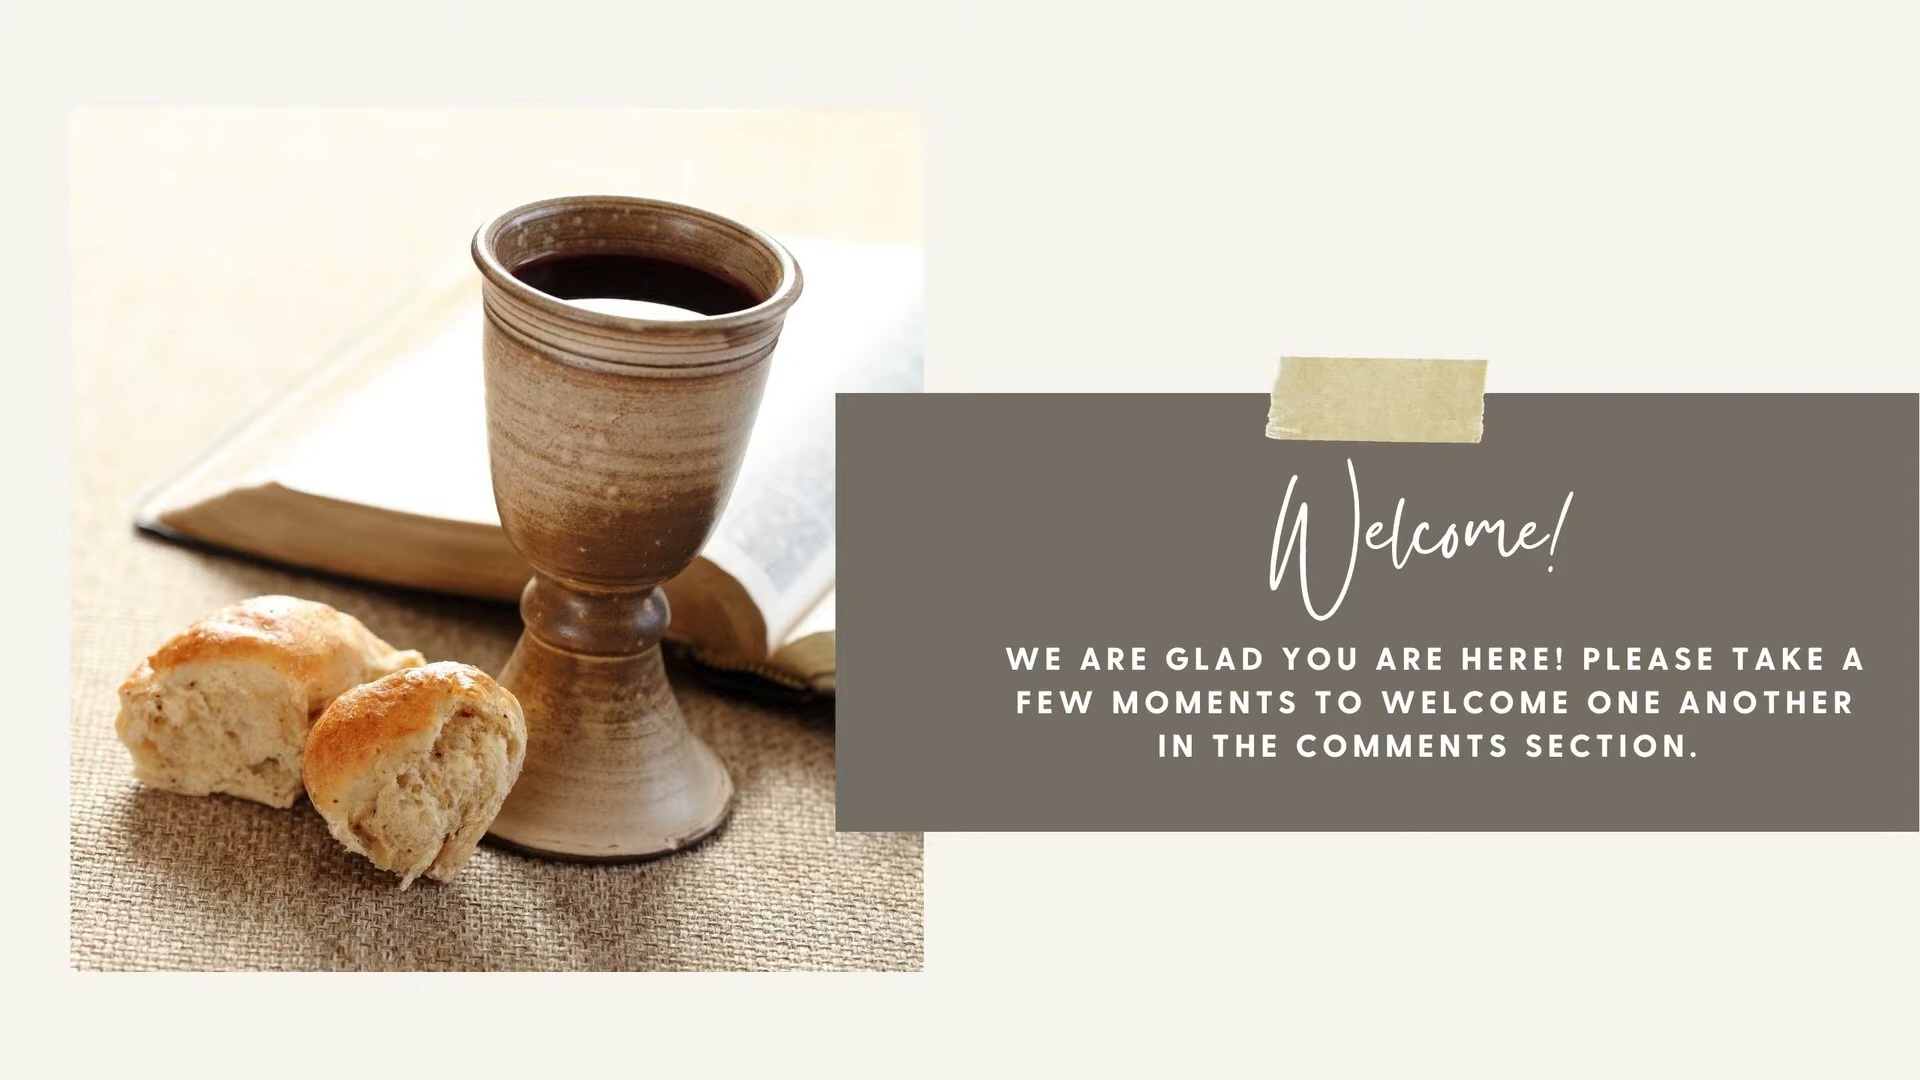 Welcome!
WE ARE GLAD YOU ARE HERE! PLEASE TAKE A
FEW MOMENTS TO WELCOME ONE ANOTHER
IN THE COMMENTS SECTION.